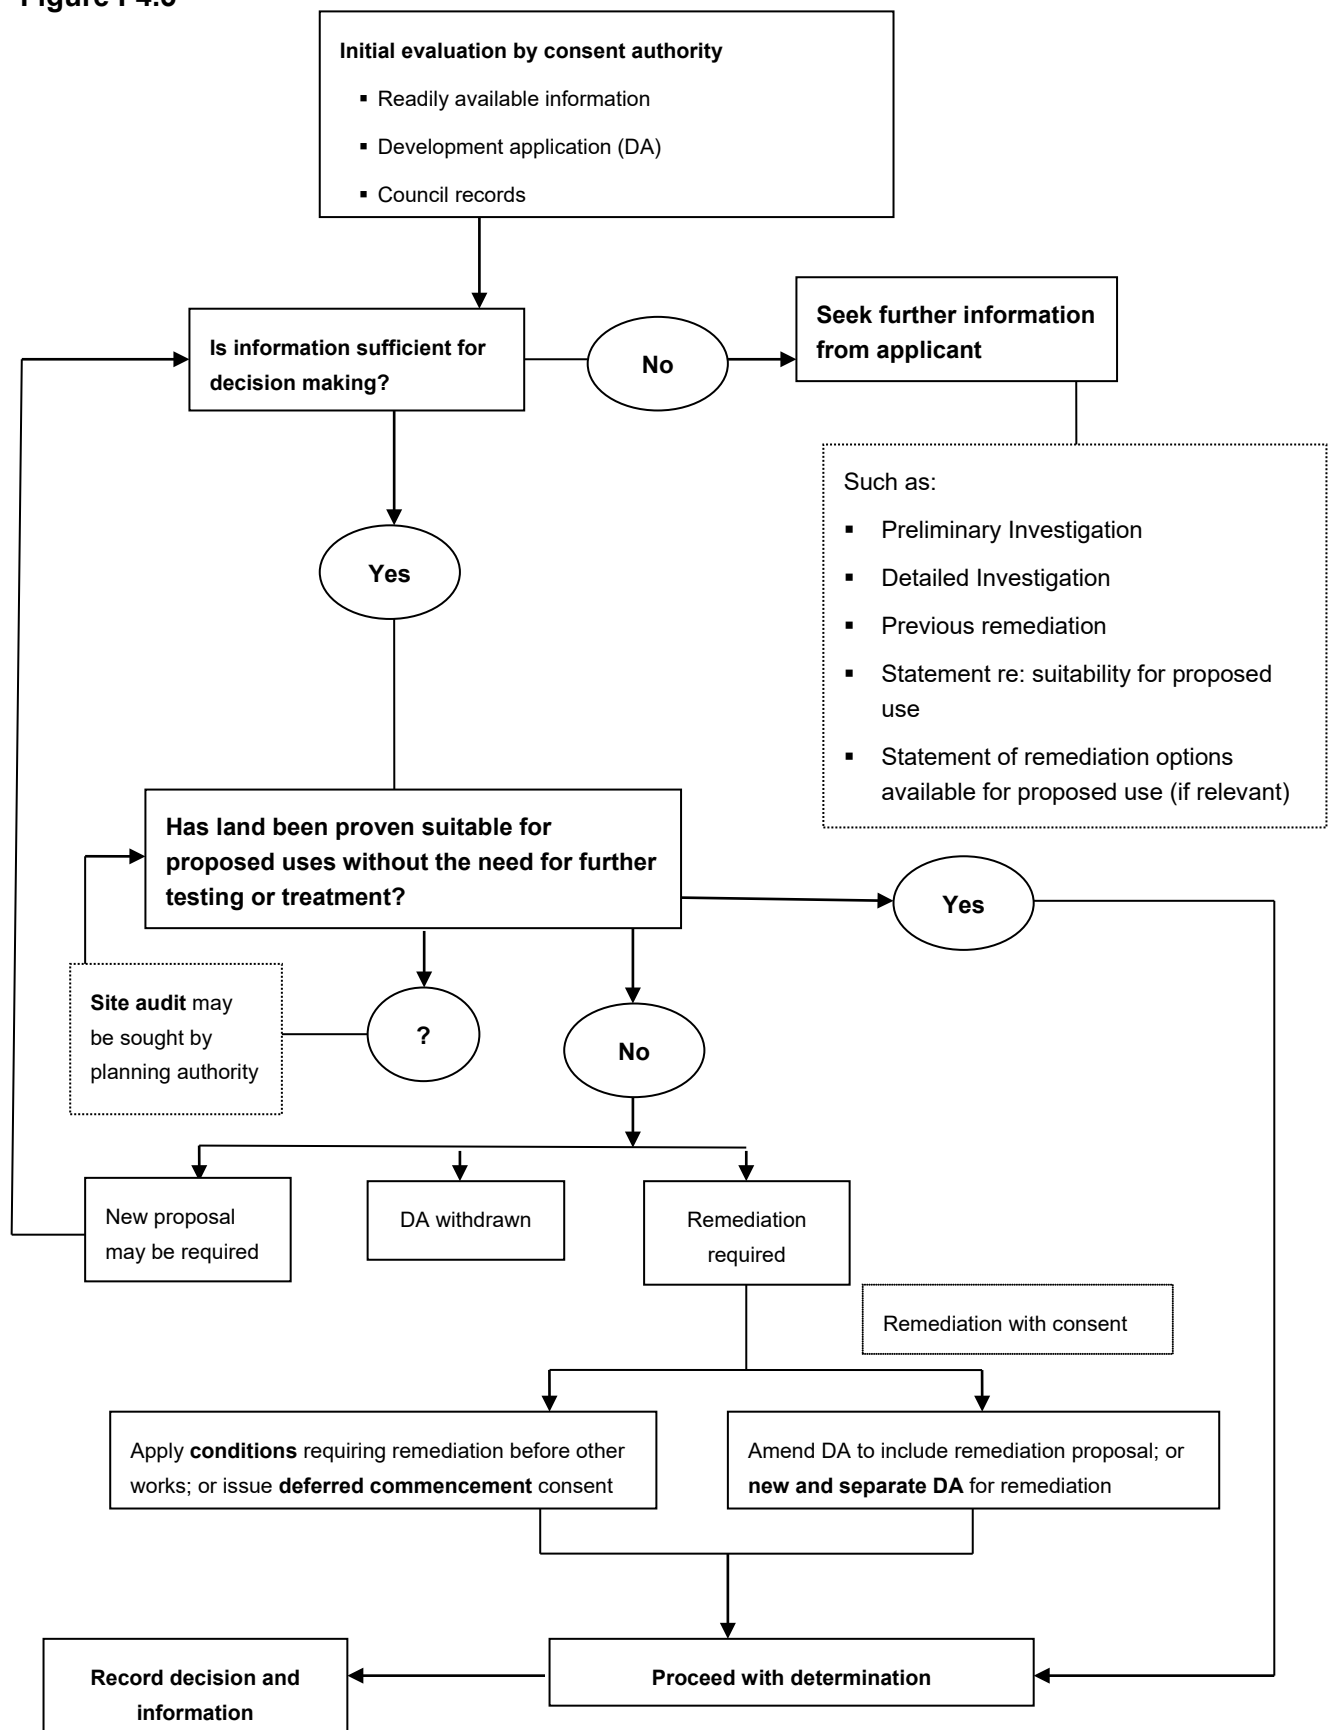 Initial evaluation by consent authority
▪ Readily available information
▪ Development application (DA)
▪ Council records
Is information sufficient for
decision making?
No
Seek further information
from applicant
Such as:
▪ Preliminary Investigation
▪ Detailed Investigation
▪ Previous remediation
▪ Statement re: suitability for proposed
use
▪ Statement of remediation options
available for proposed use (if relevant)
Yes
Has land been proven suitable for
proposed uses without the need for further
testing or treatment?
Yes
Site audit may
be sought by
planning authority
?
No
New proposal
may be required
DA withdrawn
Remediation
required
Remediation with consent
Apply conditions requiring remediation before other
works; or issue deferred commencement consent
Amend DA to include remediation proposal; or
new and separate DA for remediation
Record decision and
information
Proceed with determination